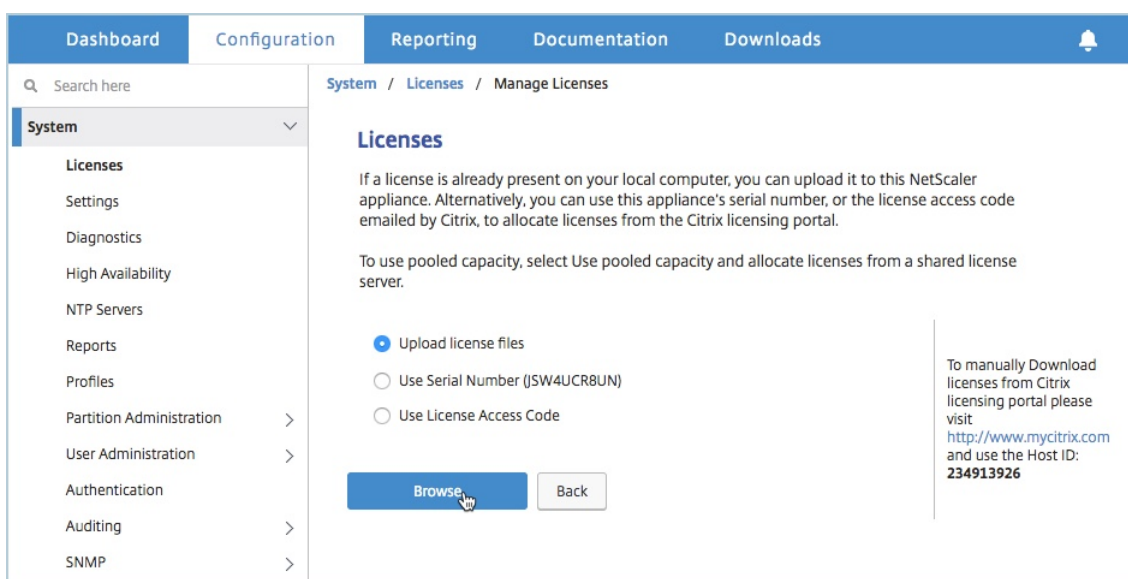 Dashboard
Configuration
Reporting
Documentation
Downloads
Search here
System / Licenses / Manage Licenses
System
Licenses
Settings
Diagnostics
High Availability
NTP Servers
Reports
Profiles
Partition Administration
User Administration
Authentication
Auditing
SNMP
Licenses
If a license is already present on your local computer, you can upload it to this NetScaler
appliance. Alternatively, you can use this appliance's serial number, or the license access code
emailed by Citrix, to allocate licenses from the Citrix licensing portal.
To use pooled capacity, select Use pooled capacity and allocate licenses from a shared license
server.
Upload license files
Use Serial Number (JSW4UCR8UN)
Use License Access Code
Browse
Back
To manually Download
licenses from Citrix
licensing portal please
visit
http://www.mycitrix.com
and use the Host ID:
234913926